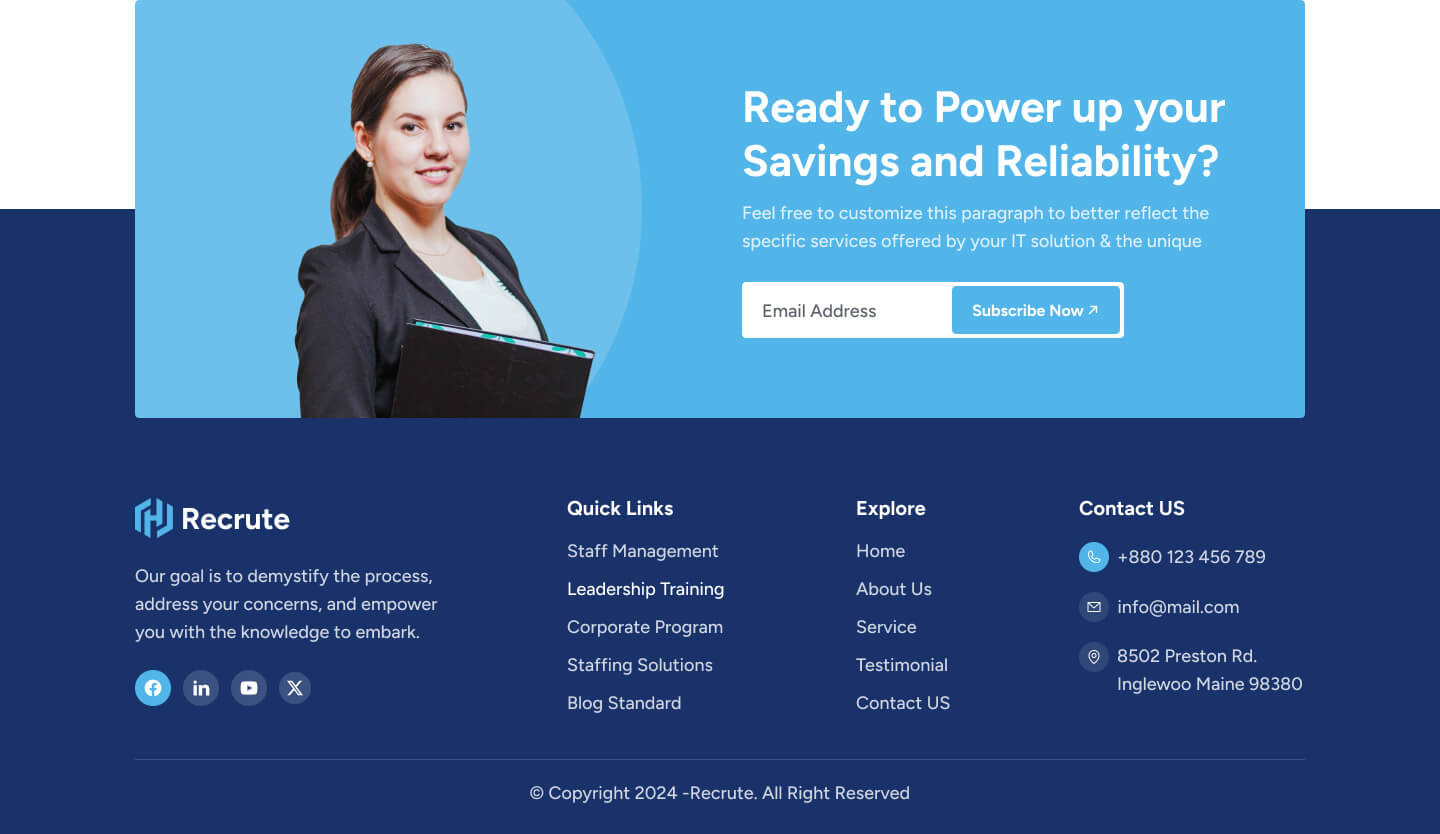 Ready to Power up your
Savings and Reliability?
Feel free to customize this paragraph to better reflect the
specific services offered by your IT solution & the unique
Email Address
Subscribe Now
Recrute
Our goal is to demystify the process,
address your concerns, and empower
you with the knowledge to embark.
Quick Links
Staff Management
Leadership Training
Corporate Program
Staffing Solutions
Blog Standard
Explore
Home
About Us
Service
Testimonial
Contact US
Contact US
+880 123 456 789
info@mail.com
8502 Preston Rd.
Inglewoo Maine 98380
© Copyright 2024 -Recrute. All Right Reserved